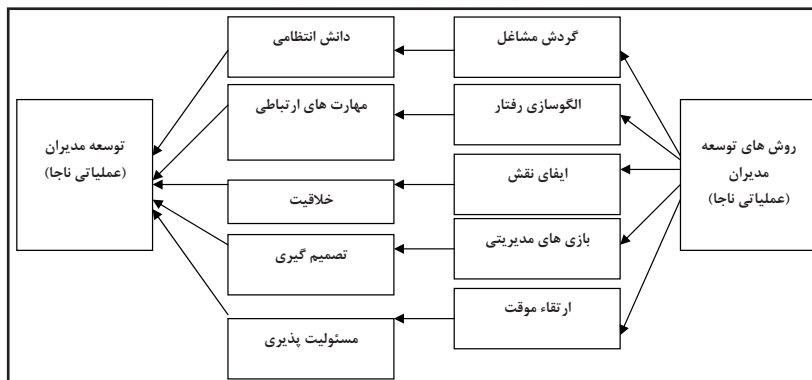 روش های توسعه
مدیران
(عملیاتی ناجا)
گردش مشاغل
الگوسازی رفتار
ایفای نقش
بازی های مدیریتی
ارتقاء موقت
دانش انتظامی
مهارت های ارتباطی
خلاقیت
تصمیم گیری
مسئولیت پذیری
توسعه مدیران
(عملیاتی ناجا)